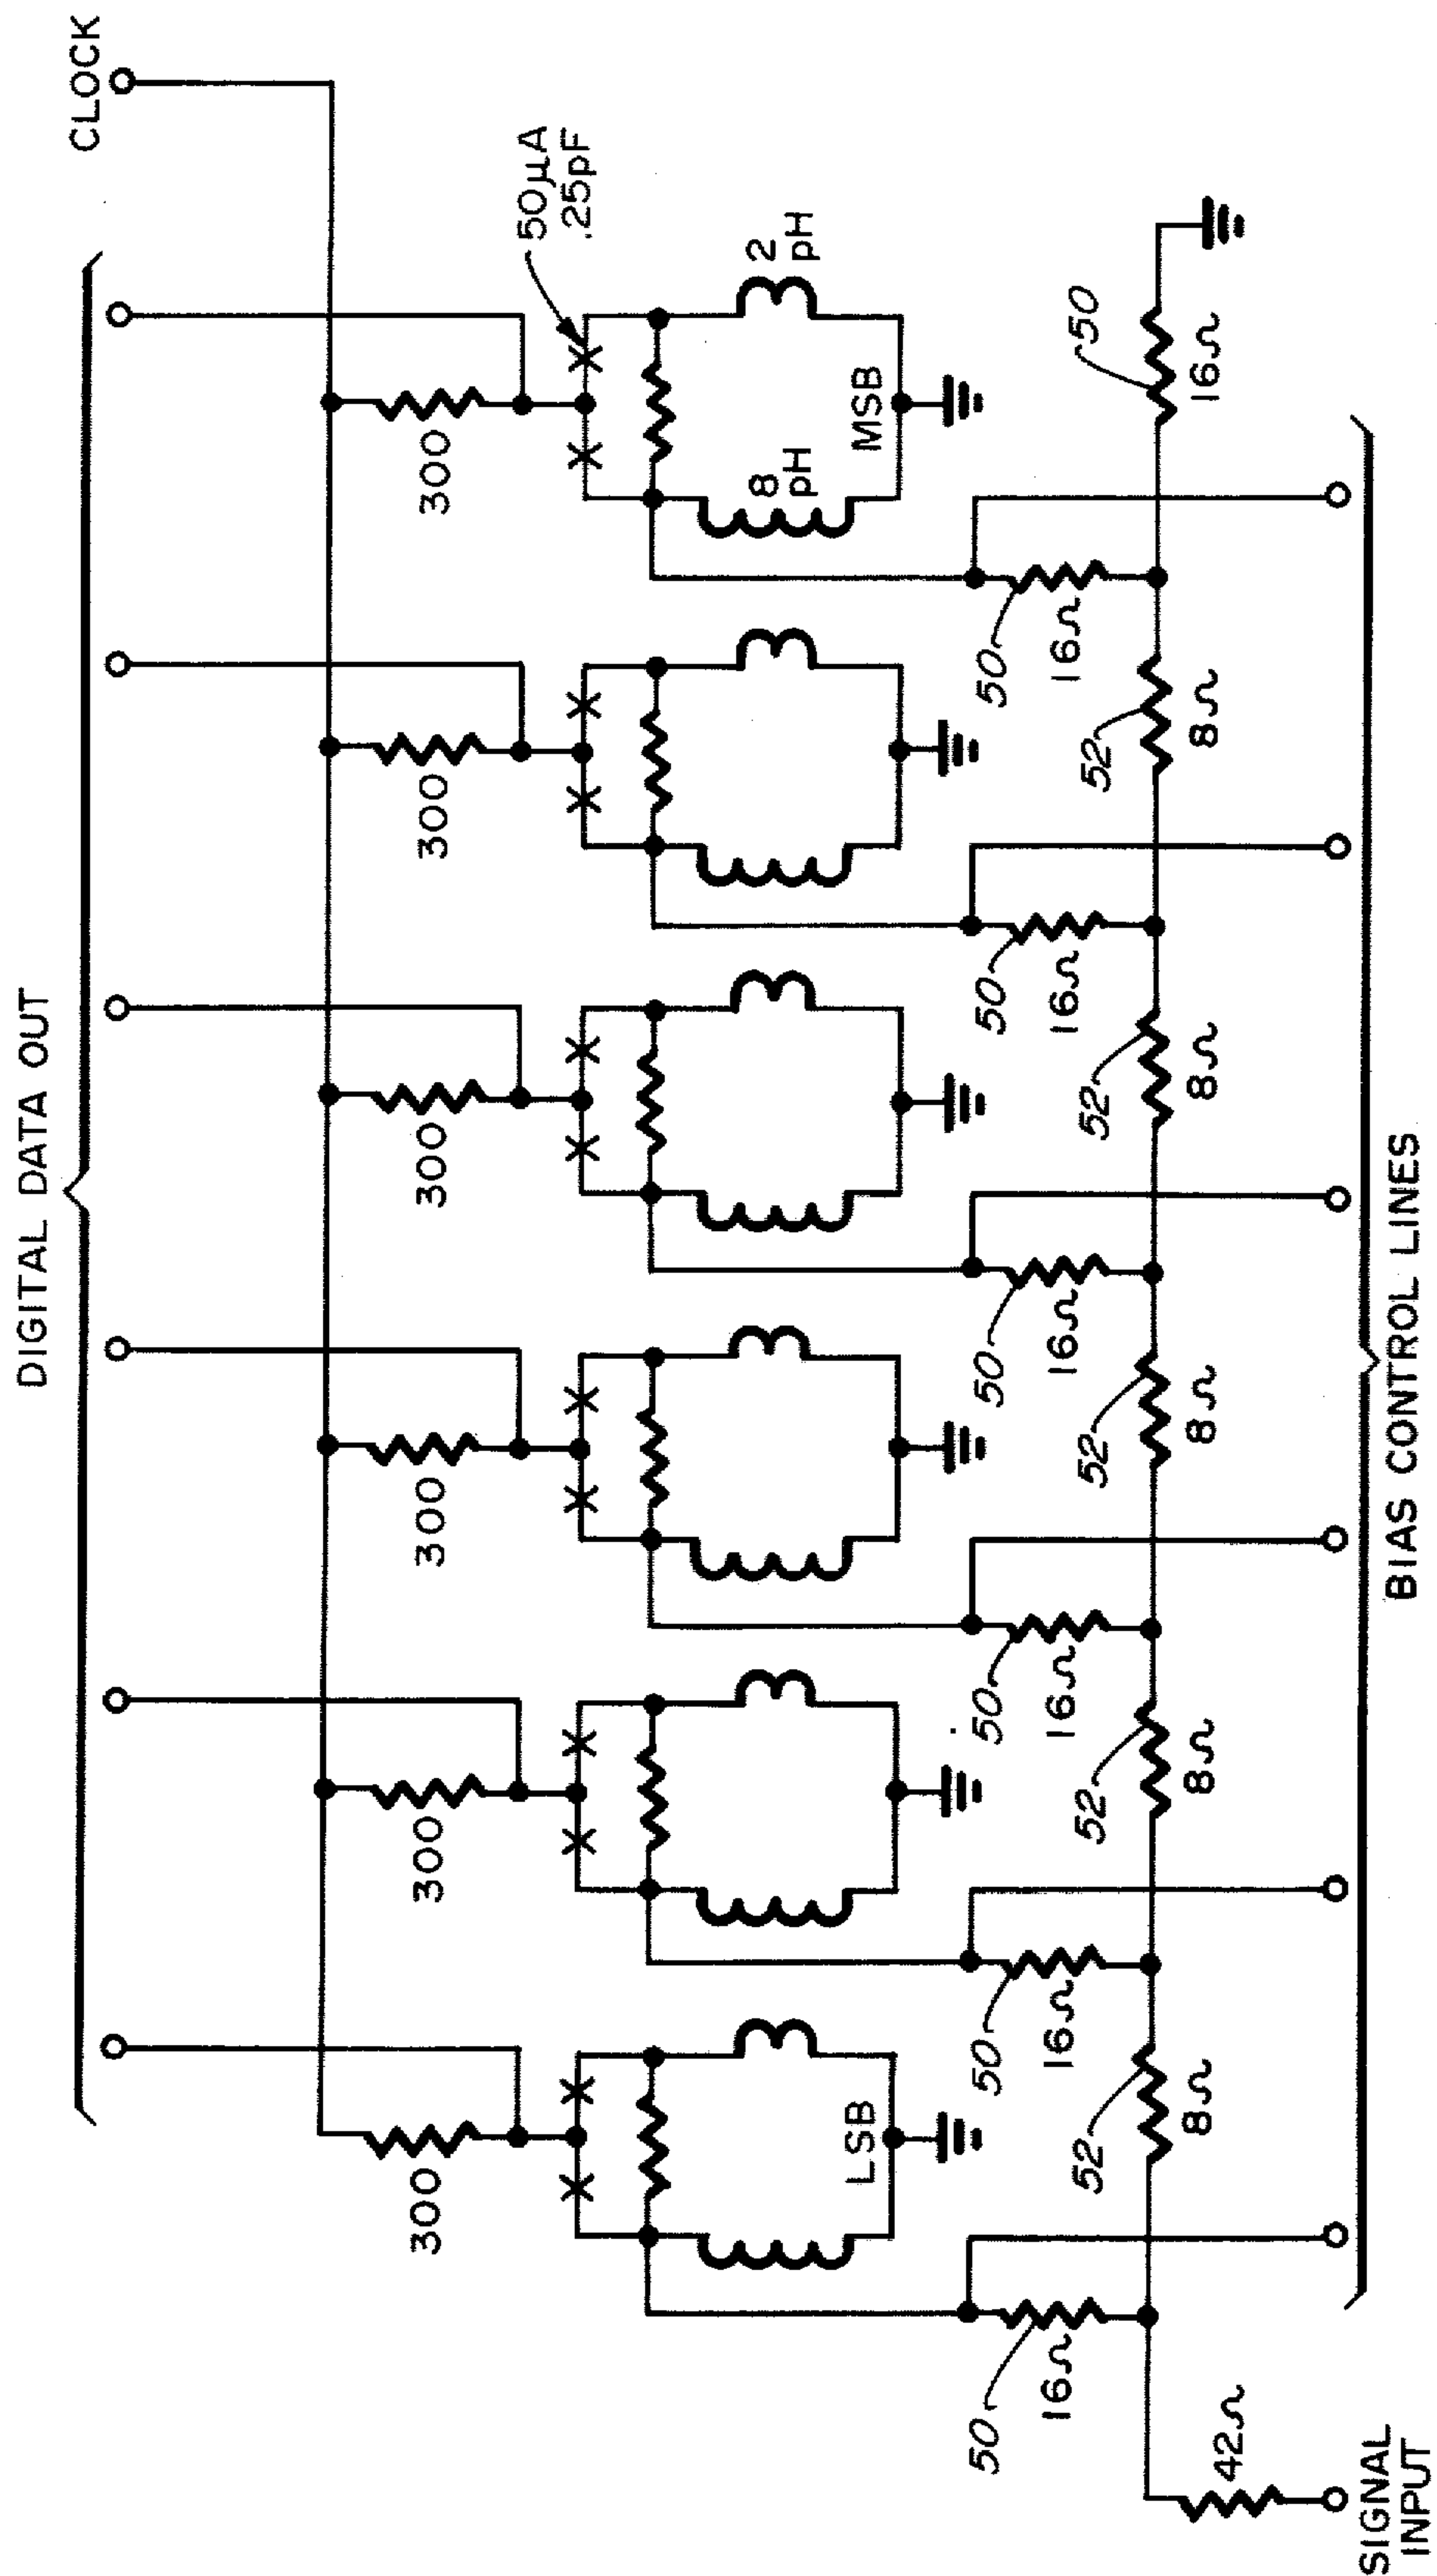 DIGITAL DATA OUT
CLOCK
300
300
300
300
300
300
50µA
.25pF
8
pH
2
pH
LSB
MSB
50
16Ω
50
16Ω
50
16Ω
50
16Ω
50
16Ω
50
16Ω
50
16Ω
52
8Ω
52
8Ω
52
8Ω
52
8Ω
52
8Ω
42Ω
SIGNAL
INPUT
BIAS CONTROL LINES